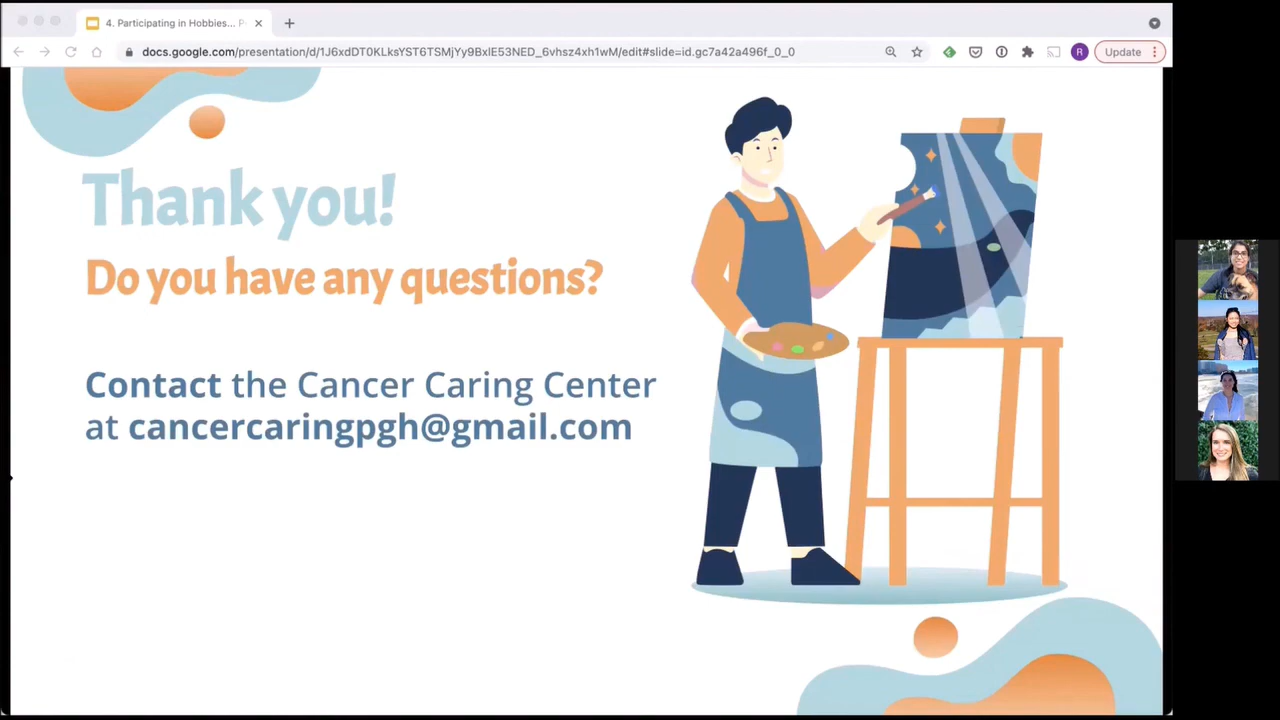 4. Participating in Hobbies... P
docs.google.com/presentation/d/1J6xdDT0KLksYST6TSMjYy9BxIE53NED_6vhsz4xh1wM/edit#slide=id.gc7a42a496f_0_0
R
Update
Thank you!
Do you have any questions?
Contact the Cancer Caring Center
at cancercaringpgh@gmail.com